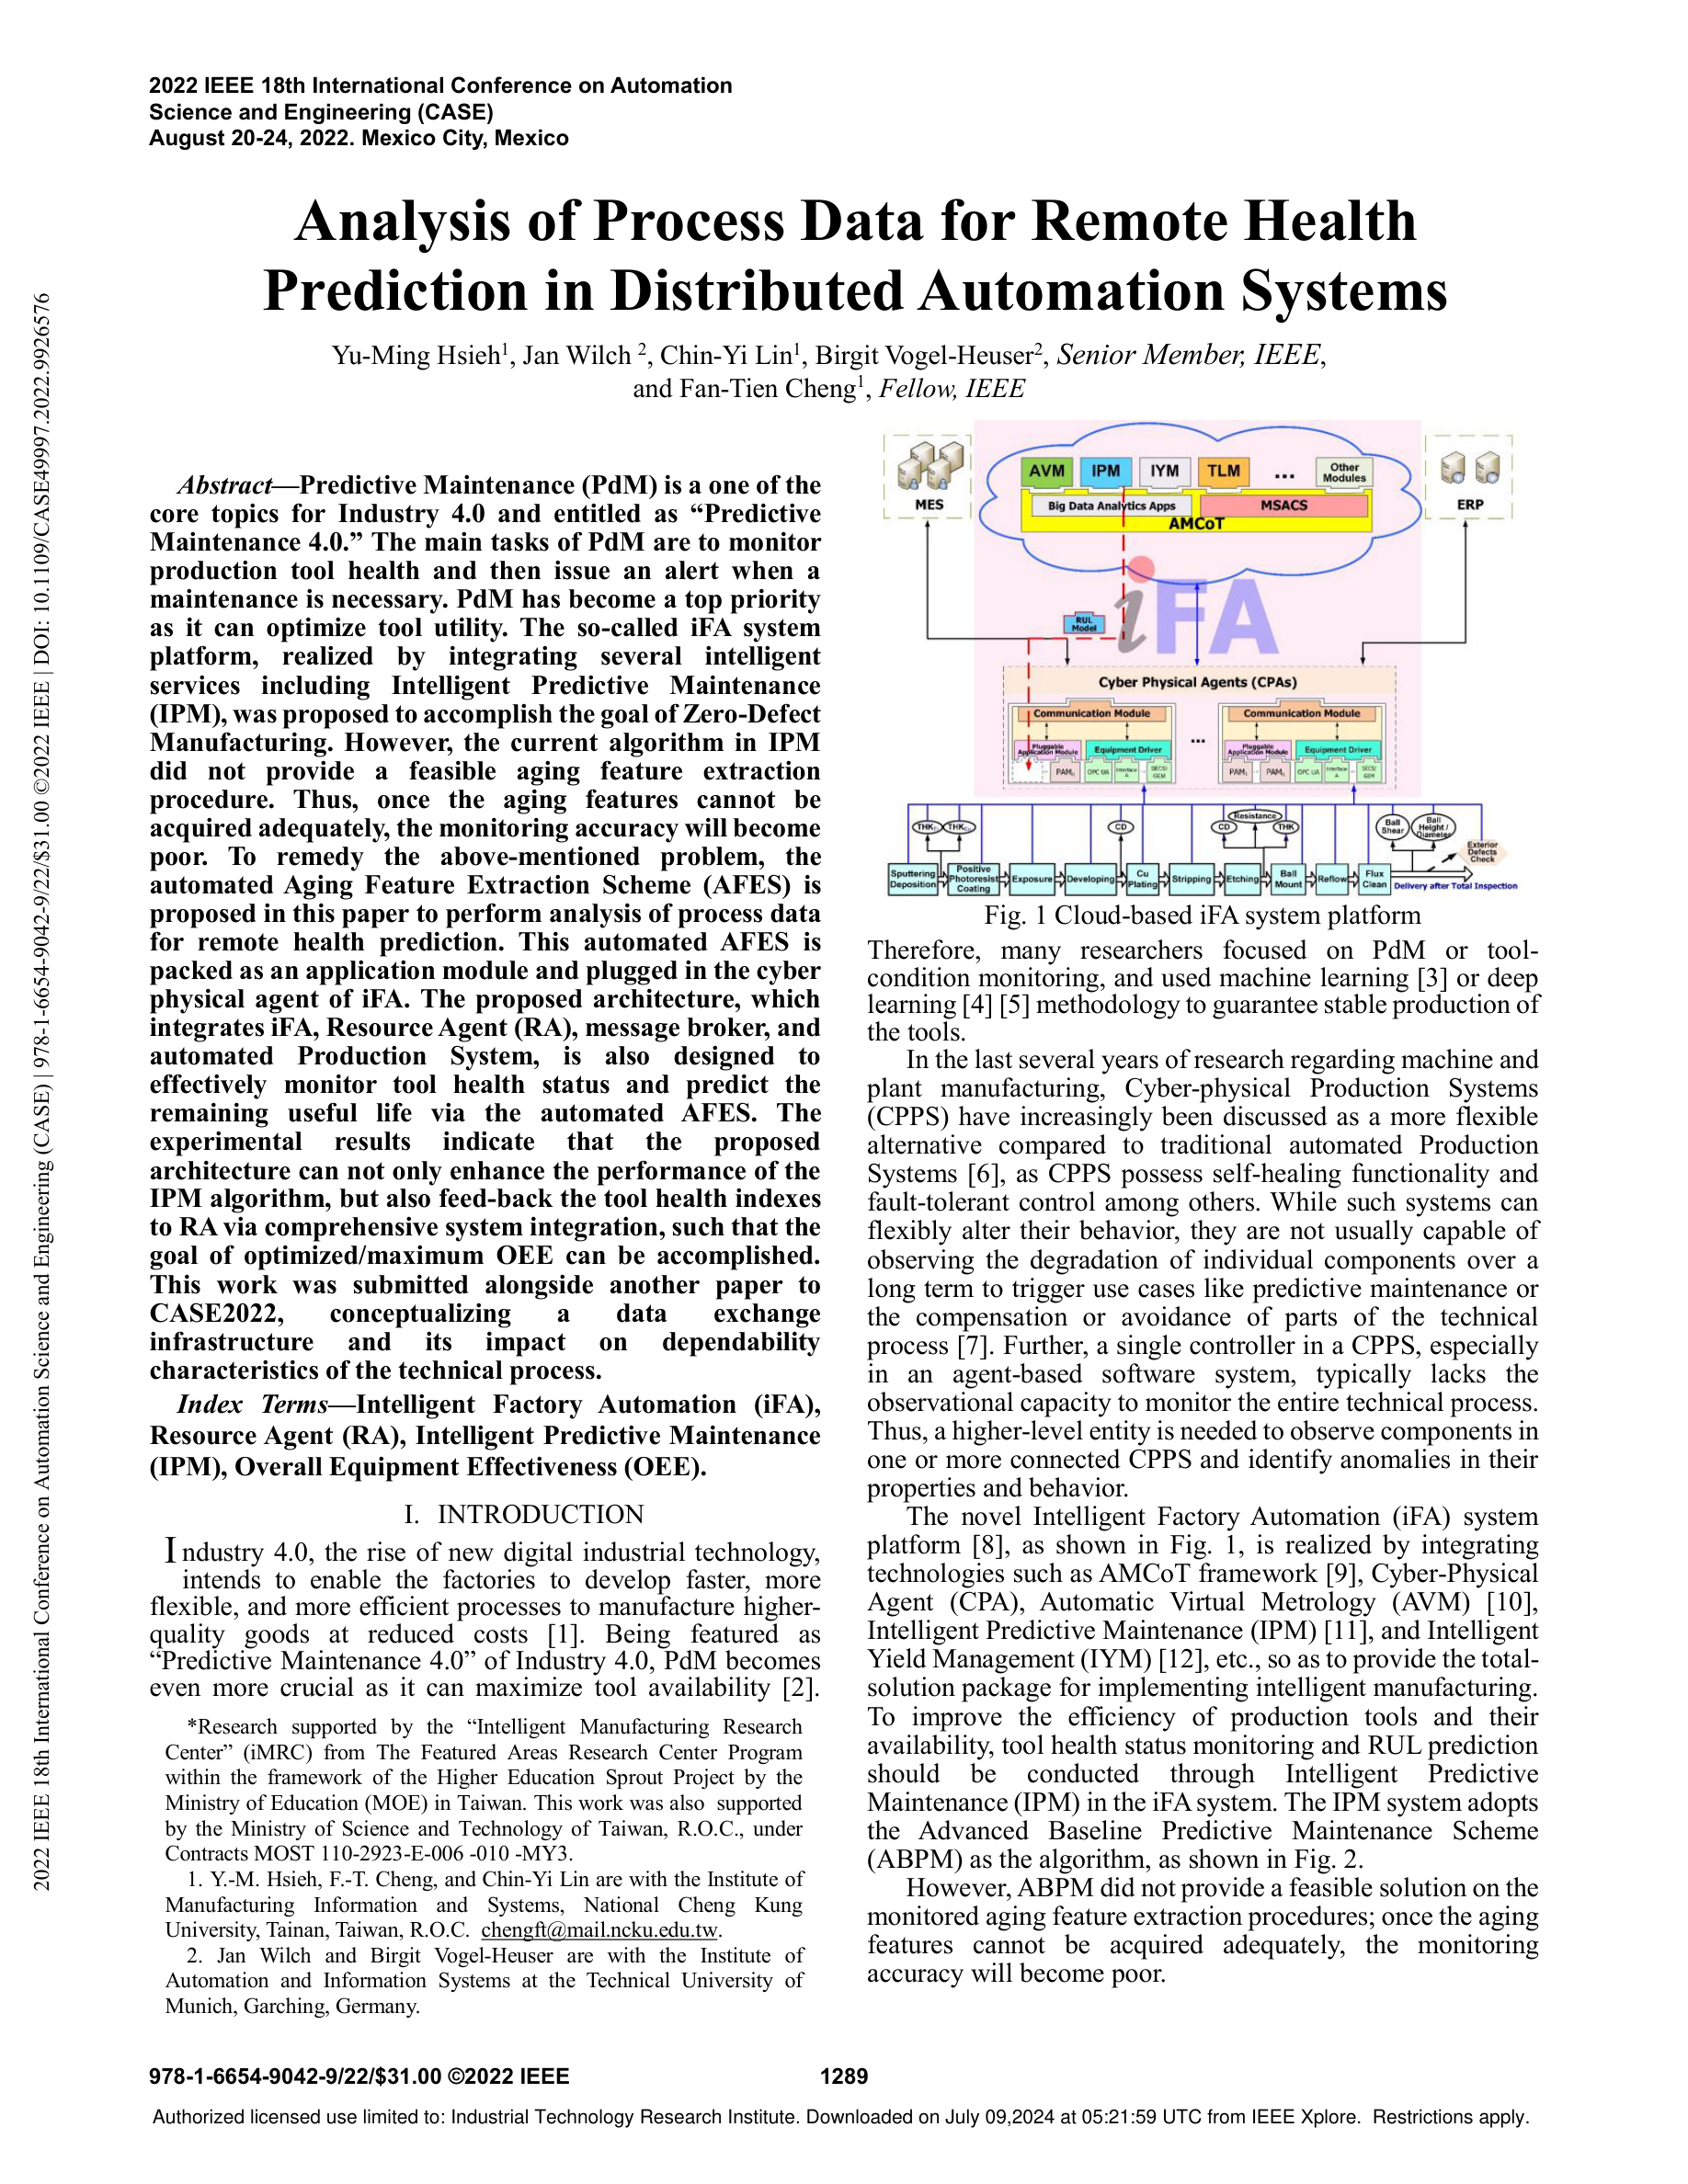 2022 IEEE 18th International Conference on Automation
Science and Engineering (CASE)
August 20-24, 2022. Mexico City, Mexico
Analysis of Process Data for Remote Health
Prediction in Distributed Automation Systems
Yu-Ming Hsieh1, Jan Wilch 2, Chin-Yi Lin1, Birgit Vogel-Heuser2, Senior Member, IEEE,
and Fan-Tien Cheng1, Fellow, IEEE
2022 IEEE 18th International Conference on Automation Science and Engineering (CASE) | 978-1-6654-9042-9/22/$31.00 ©2022 IEEE | DOI: 10.1109/CASE49997.2022.9926576
Abstract—Predictive Maintenance (PdM) is a one of the
core topics for Industry 4.0 and entitled as “Predictive
Maintenance 4.0.” The main tasks of PdM are to monitor
production tool health and then issue an alert when a
maintenance is necessary. PdM has become a top priority
as it can optimize tool utility. The so-called iFA system
platform, realized by integrating several intelligent
services including Intelligent Predictive Maintenance
(IPM), was proposed to accomplish the goal of Zero-Defect
Manufacturing. However, the current algorithm in IPM
did not provide a feasible aging feature extraction
procedure. Thus, once the aging features cannot be
acquired adequately, the monitoring accuracy will become
poor. To remedy the above-mentioned problem, the
automated Aging Feature Extraction Scheme (AFES) is
proposed in this paper to perform analysis of process data
for remote health prediction. This automated AFES is
packed as an application module and plugged in the cyber
physical agent of iFA. The proposed architecture, which
integrates iFA, Resource Agent (RA), message broker, and
automated Production System, is also designed to
effectively monitor tool health status and predict the
remaining useful life via the automated AFES. The
experimental results indicate that the proposed
architecture can not only enhance the performance of the
IPM algorithm, but also feed-back the tool health indexes
to RA via comprehensive system integration, such that the
goal of optimized/maximum OEE can be accomplished.
This work was submitted alongside another paper to
CASE2022, conceptualizing a data exchange
infrastructure and its impact on dependability
characteristics of the technical process.
Index Terms—Intelligent Factory Automation (iFA),
Resource Agent (RA), Intelligent Predictive Maintenance
(IPM), Overall Equipment Effectiveness (OEE).
I. INTRODUCTION
Industry 4.0, the rise of new digital industrial technology,
intends to enable the factories to develop faster, more
flexible, and more efficient processes to manufacture higher-
quality goods at reduced costs [1]. Being featured as
“Predictive Maintenance 4.0” of Industry 4.0, PdM becomes
even more crucial as it can maximize tool availability [2].
*Research supported by the “Intelligent Manufacturing Research
Center” (iMRC) from The Featured Areas Research Center Program
within the framework of the Higher Education Sprout Project by the
Ministry of Education (MOE) in Taiwan. This work was also supported
by the Ministry of Science and Technology of Taiwan, R.O.C., under
Contracts MOST 110-2923-E-006 -010 -MY3.
1. Y.-M. Hsieh, F.-T. Cheng, and Chin-Yi Lin are with the Institute of
Manufacturing Information and Systems, National Cheng Kung
University, Tainan, Taiwan, R.O.C. chengft@mail.ncku.edu.tw.
2. Jan Wilch and Birgit Vogel-Heuser are with the Institute of
Automation and Information Systems at the Technical University of
Munich, Garching, Germany.
MES
AVM IPM IYM TLM ... Other Modules
Big Data Analytics Apps MSACS
AMCoT
ERP
iFA
RUL Model
Cyber Physical Agents (CPAs)
Communication Module ... Communication Module
Pluggable Application Module Equipment Driver Pluggable Application Module Equipment Driver
PAM OPC UA Interface A SECS/GEM PAM PAM OPC UA Interface A SECS/GEM
THK THK CD CD Resistance THK Ball Shear Ball Height / Diameter
Exterior Defects Check
Sputtering Deposition Positive Photoresist Coating Exposure Developing Cu Plating Stripping Etching Ball Mount Reflow Flux Clean Delivery after Total Inspection
Fig. 1 Cloud-based iFA system platform
Therefore, many researchers focused on PdM or tool-
condition monitoring, and used machine learning [3] or deep
learning [4] [5] methodology to guarantee stable production of
the tools.
In the last several years of research regarding machine and
plant manufacturing, Cyber-physical Production Systems
(CPPS) have increasingly been discussed as a more flexible
alternative compared to traditional automated Production
Systems [6], as CPPS possess self-healing functionality and
fault-tolerant control among others. While such systems can
flexibly alter their behavior, they are not usually capable of
observing the degradation of individual components over a
long term to trigger use cases like predictive maintenance or
the compensation or avoidance of parts of the technical
process [7]. Further, a single controller in a CPPS, especially
in an agent-based software system, typically lacks the
observational capacity to monitor the entire technical process.
Thus, a higher-level entity is needed to observe components in
one or more connected CPPS and identify anomalies in their
properties and behavior.
The novel Intelligent Factory Automation (iFA) system
platform [8], as shown in Fig. 1, is realized by integrating
technologies such as AMCoT framework [9], Cyber-Physical
Agent (CPA), Automatic Virtual Metrology (AVM) [10],
Intelligent Predictive Maintenance (IPM) [11], and Intelligent
Yield Management (IYM) [12], etc., so as to provide the total-
solution package for implementing intelligent manufacturing.
To improve the efficiency of production tools and their
availability, tool health status monitoring and RUL prediction
should be conducted through Intelligent Predictive
Maintenance (IPM) in the iFA system. The IPM system adopts
the Advanced Baseline Predictive Maintenance Scheme
(ABPM) as the algorithm, as shown in Fig. 2.
However, ABPM did not provide a feasible solution on the
monitored aging feature extraction procedures; once the aging
features cannot be acquired adequately, the monitoring
accuracy will become poor.
978-1-6654-9042-9/22/$31.00 ©2022 IEEE
1289
Authorized licensed use limited to: Industrial Technology Research Institute. Downloaded on July 09,2024 at 05:21:59 UTC from IEEE Xplore. Restrictions apply.